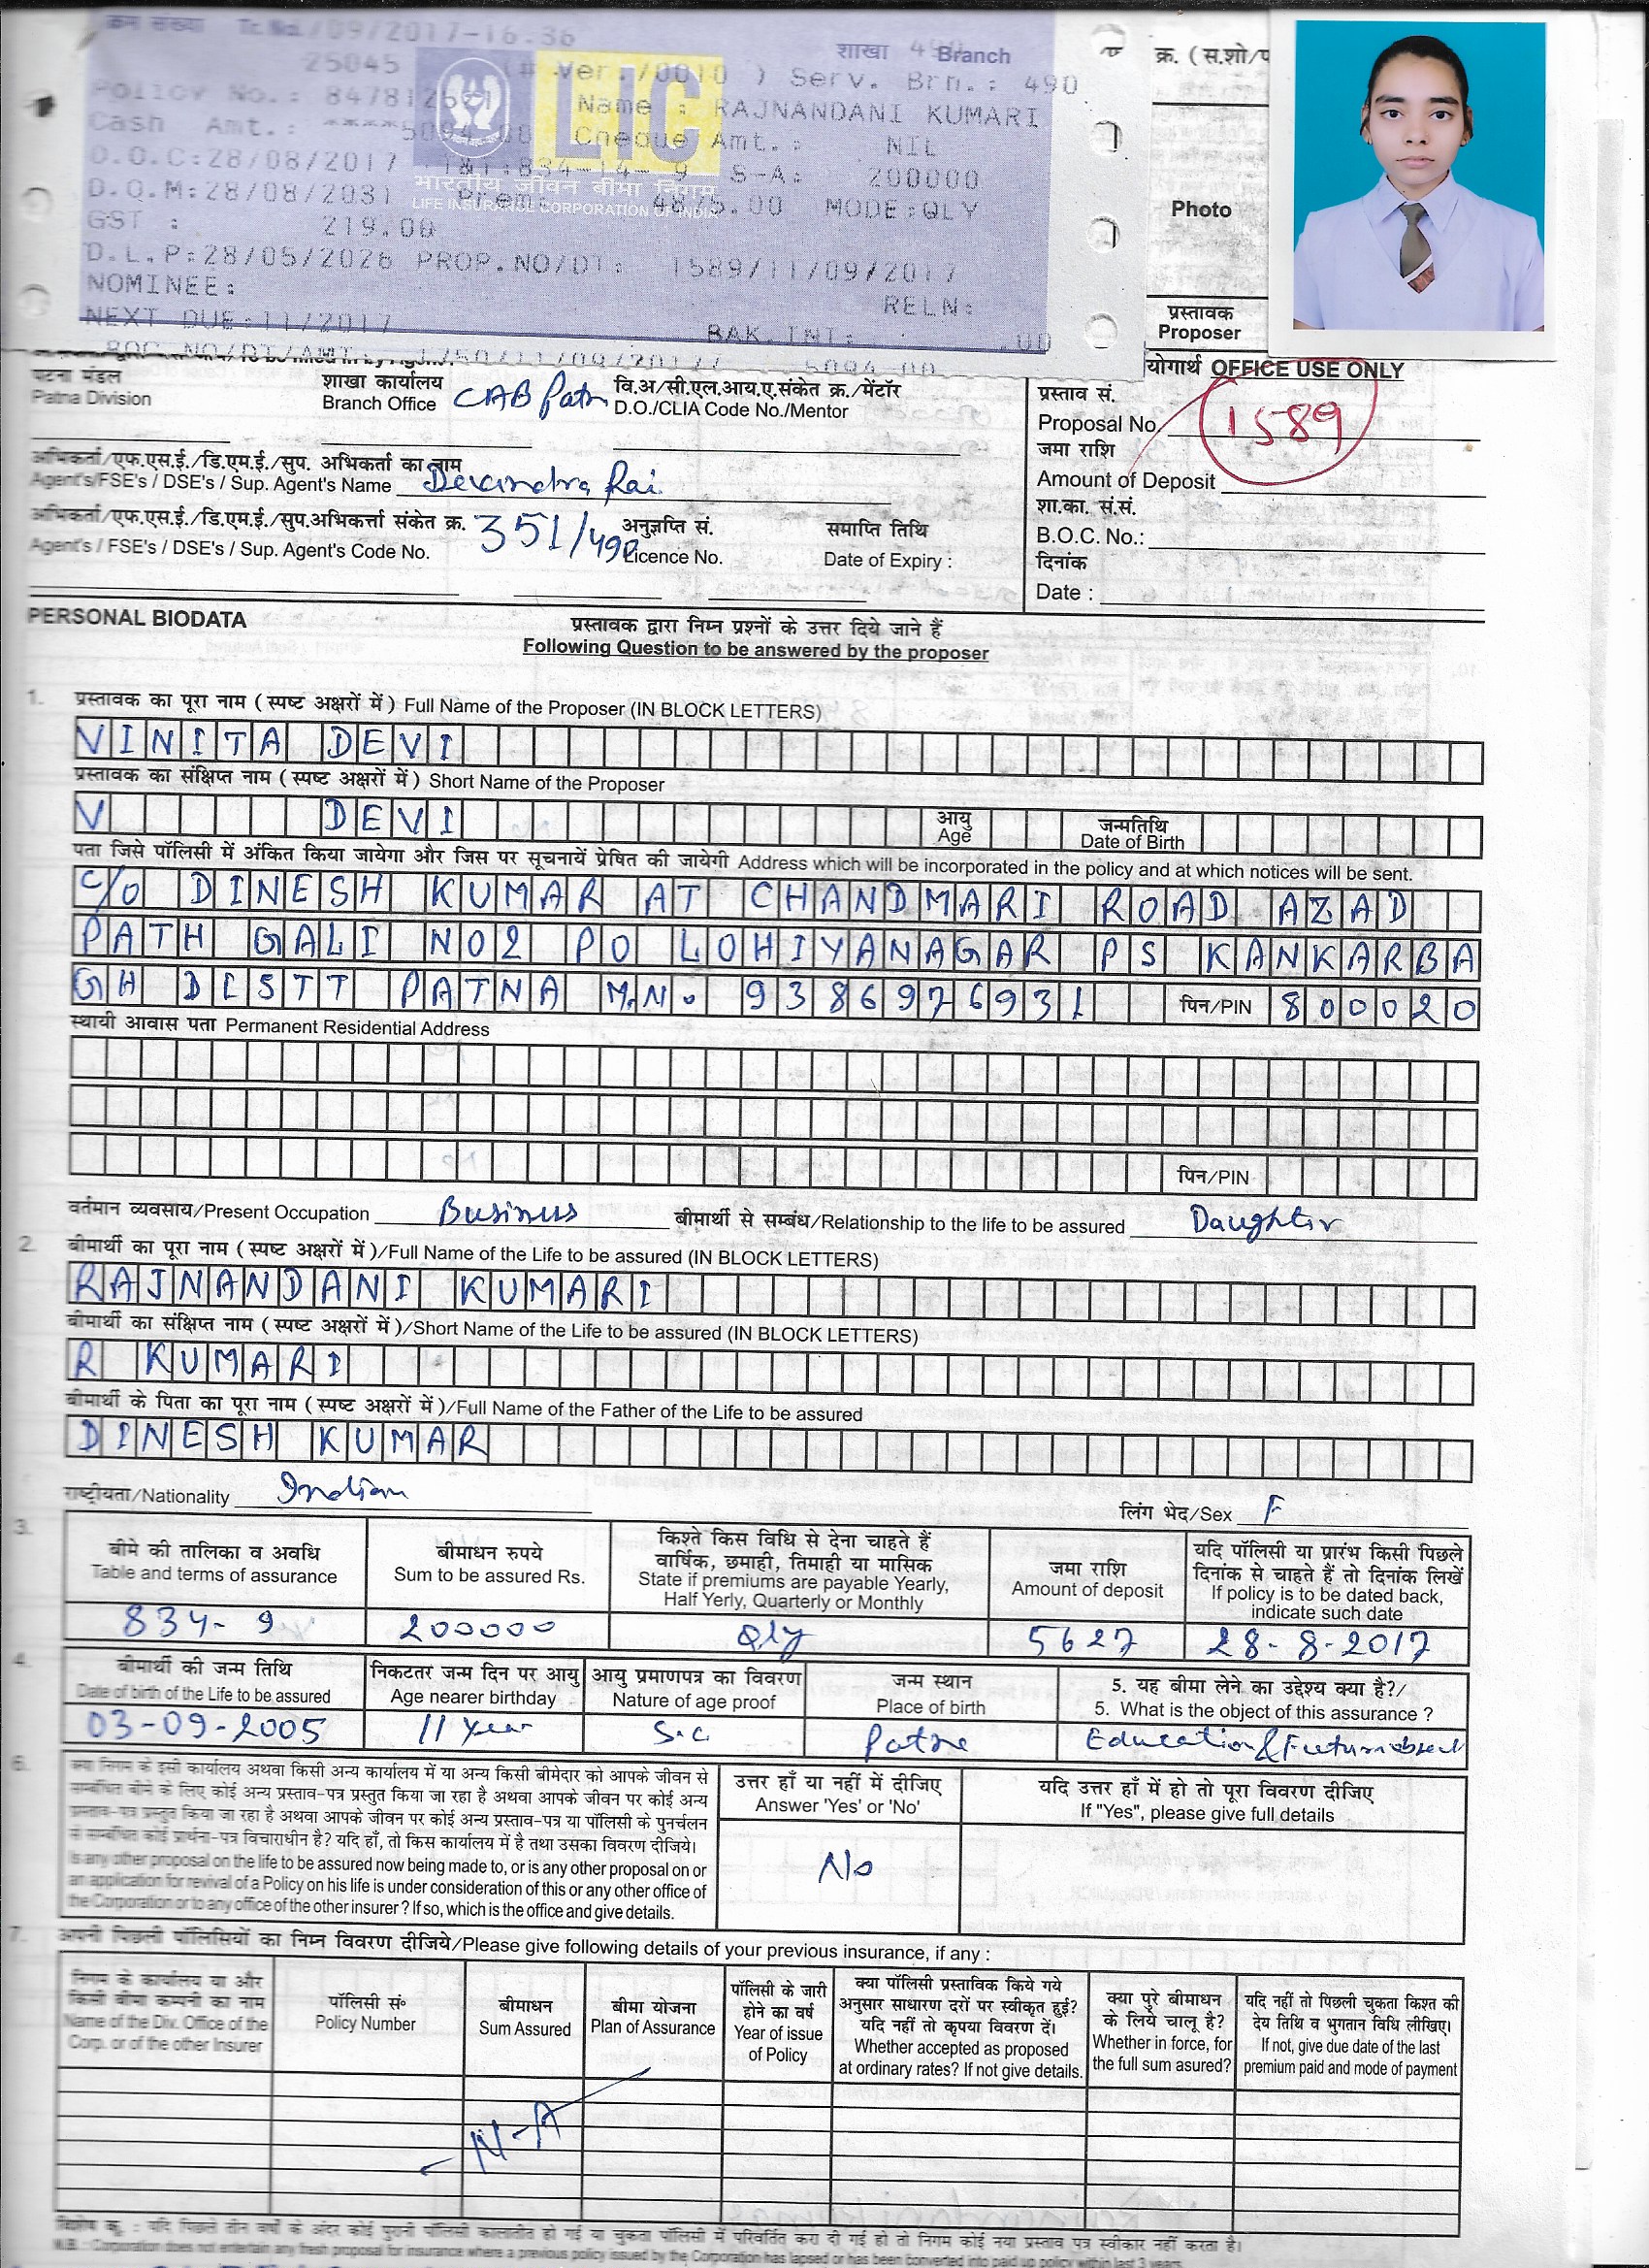 क्रम संख्या Tr. No. /09/2017-16:36
शाखा 490 Branch
25045 (# Ver./0010 ) Serv. Brn.: 490
Policy No.: Name : RAJNANDANI KUMARI
Cash Amt.: Cheque Amt.: NIL
D.O.C:28/08/2017 T&T:834-14- 9 S-A: 200000
D.O.M:28/08/2031 4875.00 MODE:QLY
GST : 219.00
LIC
भारतीय जीवन बीमा निगम
LIFE INSURANCE CORPORATION OF INDIA
D.L.P:28/05/2026 PROP.NO/DT: 1589/11/09/2017
NOMINEE: RELN:
NEXT DUE:11/2017 BAK.INT: .00
BOC NO/DT/AMT 5094.00
क्र. (स.शो/प
Photo
प्रस्तावक
Proposer
योगार्थ OFFICE USE ONLY
पटना मंडल
Patna Division
शाखा कार्यालय
Branch Office CAB Patn
वि.अ/सी.एल.आय.ए.संकेत क्र./मेंटॉर
D.O./CLIA Code No./Mentor
प्रस्ताव सं.
Proposal No. 1589
जमा राशि
Amount of Deposit
शा.का. सं.सं.
B.O.C. No.:
दिनांक
Date :
अभिकर्ता/एफ.एस.ई./डि.एम.ई./सुप. अभिकर्ता का नाम
Agent's/FSE's / DSE's / Sup. Agent's Name Devendra Rai
अभिकर्ता/एफ.एस.ई./डि.एम.ई./सुप.अभिकर्त्ता संकेत क्र. 351/490
Agent's / FSE's / DSE's / Sup. Agent's Code No.
अनुज्ञप्ति सं.
Licence No.
समाप्ति तिथि
Date of Expiry :
PERSONAL BIODATA
प्रस्तावक द्वारा निम्न प्रश्नों के उत्तर दिये जाने हैं
Following Question to be answered by the proposer
1. प्रस्तावक का पूरा नाम ( स्पष्ट अक्षरों में ) Full Name of the Proposer (IN BLOCK LETTERS)
VINITA DEVI
प्रस्तावक का संक्षिप्त नाम ( स्पष्ट अक्षरों में ) Short Name of the Proposer
V DEVI
आयु
Age
जन्मतिथि
Date of Birth
पता जिसे पॉलिसी में अंकित किया जायेगा और जिस पर सूचनायें प्रेषित की जायेगी Address which will be incorporated in the policy and at which notices will be sent.
C/O DINESH KUMAR AT CHANDMARI ROAD AZAD
PATH GALI NO2 PO LOHIYANAGAR PS KANKARBA
GH DISTT PATNA M.N. 9386976931 पिन/PIN 800020
स्थायी आवास पता Permanent Residential Address
पिन/PIN
वर्तमान व्यवसाय/Present Occupation Business बीमार्थी से सम्बंध/Relationship to the life to be assured Daughter
2. बीमार्थी का पूरा नाम ( स्पष्ट अक्षरों में )/Full Name of the Life to be assured (IN BLOCK LETTERS)
RAJNANDANI KUMARI
बीमार्थी का संक्षिप्त नाम ( स्पष्ट अक्षरों में )/Short Name of the Life to be assured (IN BLOCK LETTERS)
R KUMARI
बीमार्थी के पिता का पूरा नाम ( स्पष्ट अक्षरों में )/Full Name of the Father of the Life to be assured
DINESH KUMAR
राष्ट्रीयता/Nationality Indian लिंग भेद/Sex F
3. बीमे की तालिका व अवधि
Table and terms of assurance
बीमाधन रुपये
Sum to be assured Rs.
किश्ते किस विधि से देना चाहते हैं
वार्षिक, छमाही, तिमाही या मासिक
State if premiums are payable Yearly,
Half Yerly, Quarterly or Monthly
जमा राशि
Amount of deposit
यदि पॉलिसी या प्रारंभ किसी पिछले
दिनांक से चाहते हैं तो दिनांक लिखें
If policy is to be dated back,
indicate such date
834- 9 200000 Qly 5627 28-8-2017
4. बीमार्थी की जन्म तिथि
Date of birth of the Life to be assured
निकटतर जन्म दिन पर आयु
Age nearer birthday
आयु प्रमाणपत्र का विवरण
Nature of age proof
जन्म स्थान
Place of birth
5. यह बीमा लेने का उद्देश्य क्या है?/
5. What is the object of this assurance ?
03-09-2005 11 Year S.C Patna Education &
6. क्या निगम के इसी कार्यालय अथवा किसी अन्य कार्यालय में या अन्य किसी बीमेदार को आपके जीवन से
सम्बंधित बीमे के लिए कोई अन्य प्रस्ताव-पत्र प्रस्तुत किया जा रहा है अथवा आपके जीवन पर कोई अन्य
प्रस्ताव-पत्र प्रस्तुत किया जा रहा है अथवा आपके जीवन पर कोई अन्य प्रस्ताव-पत्र या पॉलिसी के पुनर्चलन
से सम्बंधित कोई प्रार्थना-पत्र विचाराधीन है? यदि हाँ, तो किस कार्यालय में है तथा उसका विवरण दीजिये।
Is any other proposal on the life to be assured now being made to, or is any other proposal on or
an application for revival of a Policy on his life is under consideration of this or any other office of
the Corporation or to any office of the other insurer ? If so, which is the office and give details.
उत्तर हाँ या नहीं में दीजिए
Answer 'Yes' or 'No'
यदि उत्तर हाँ में हो तो पूरा विवरण दीजिए
If "Yes", please give full details
No
7. अपनी पिछली पॉलिसियों का निम्न विवरण दीजिये/Please give following details of your previous insurance, if any :
निगम के कार्यालय या और
किसी बीमा कम्पनी का नाम
Name of the Div. Office of the
Corp. or of the other Insurer
पॉलिसी सं॰
Policy Number
बीमाधन
Sum Assured
बीमा योजना
Plan of Assurance
पॉलिसी के जारी
होने का वर्ष
Year of issue
of Policy
क्या पॉलिसी प्रस्तावित किये गये
अनुसार साधारण दरों पर स्वीकृत हुई?
यदि नहीं तो कृपया विवरण दें।
Whether accepted as proposed
at ordinary rates? If not give details.
क्या पुरे बीमाधन
के लिये चालू है?
Whether in force, for
the full sum asured?
यदि नहीं तो पिछली चुकता किश्त की
देय तिथि व भुगतान विधि लीखिए।
If not, give due date of the last
premium paid and mode of payment
N-A
विशेष सू. : यदि पिछले तीन वर्षों के अंदर कोई पुरानी पॉलिसी कालातीत हो गई या चुकता पॉलिसी में परिवर्तित करा दी गई हो तो निगम कोई नया प्रस्ताव पत्र स्वीकार नहीं करता है।
N.B. : Corporation does not entertain any fresh proposal for insurance where a previous policy issued by the Corporation has lapsed or has been converted into paid up policy within last 3 years.